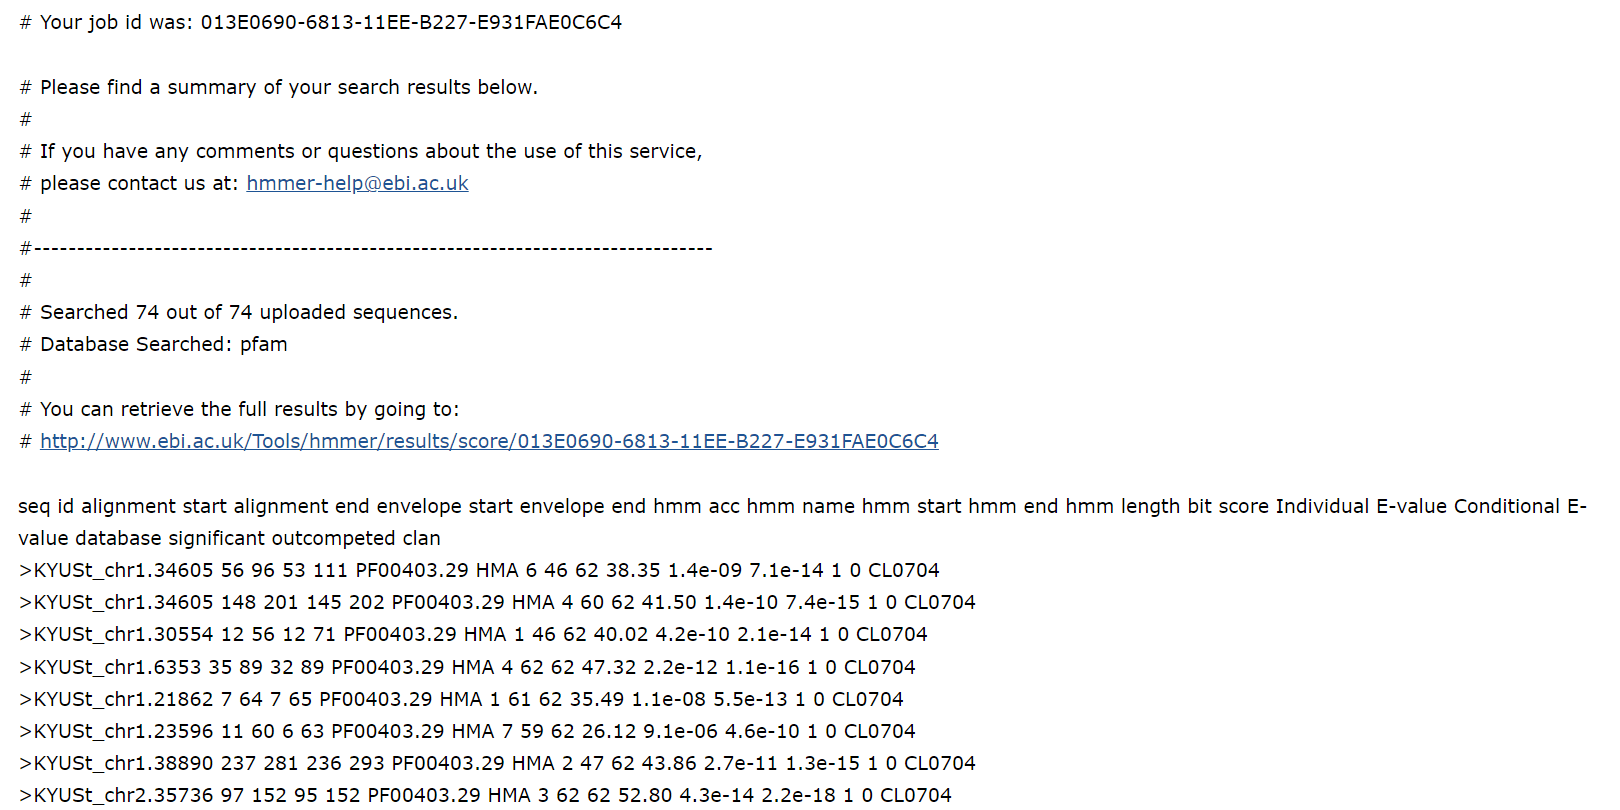 # Your job id was: 013E0690-6813-11EE-B227-E931FAE0C6C4
# Please find a summary of your search results below.
#
# If you have any comments or questions about the use of this service,
# please contact us at: hmmer-help@ebi.ac.uk
#
#------------------------------------------------------------------------------
#
# Searched 74 out of 74 uploaded sequences.
# Database Searched: pfam
#
# You can retrieve the full results by going to:
# http://www.ebi.ac.uk/Tools/hmmer/results/score/013E0690-6813-11EE-B227-E931FAE0C6C4
seq id alignment start alignment end envelope start envelope end hmm acc hmm name hmm start hmm end hmm length bit score Individual E-value Conditional E-
value database significant outcompeted clan
>KYUSt_chr1.34605 56 96 53 111 PF00403.29 HMA 6 46 62 38.35 1.4e-09 7.1e-14 1 0 CL0704
>KYUSt_chr1.34605 148 201 145 202 PF00403.29 HMA 4 60 62 41.50 1.4e-10 7.4e-15 1 0 CL0704
>KYUSt_chr1.30554 12 56 12 71 PF00403.29 HMA 1 46 62 40.02 4.2e-10 2.1e-14 1 0 CL0704
>KYUSt_chr1.6353 35 89 32 89 PF00403.29 HMA 4 62 62 47.32 2.2e-12 1.1e-16 1 0 CL0704
>KYUSt_chr1.21862 7 64 7 65 PF00403.29 HMA 1 61 62 35.49 1.1e-08 5.5e-13 1 0 CL0704
>KYUSt_chr1.23596 11 60 6 63 PF00403.29 HMA 7 59 62 26.12 9.1e-06 4.6e-10 1 0 CL0704
>KYUSt_chr1.38890 237 281 236 293 PF00403.29 HMA 2 47 62 43.86 2.7e-11 1.3e-15 1 0 CL0704
>KYUSt_chr2.35736 97 152 95 152 PF00403.29 HMA 3 62 62 52.80 4.3e-14 2.2e-18 1 0 CL0704